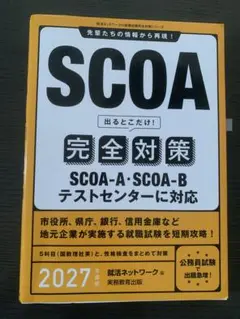 就活ネットワークの就職試験完全対策シリーズ
先輩たちの情報から再現！
SCOA
出るとこだけ！
完全対策
SCOA-A・SCOA-B
テストセンターに対応
市役所、県庁、銀行、信用金庫など
地元企業が実施する就職試験を短期攻略！
5科目（国数理社英）と、性格検査をまとめて対策
2027年度版
就活ネットワーク 編
実務教育出版
公務員試験で
出題急増！